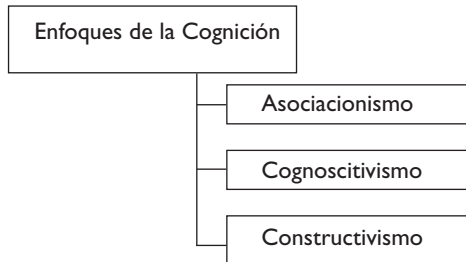 Enfoques de la Cognición
Asociacionismo
Cognoscitivismo
Constructivismo